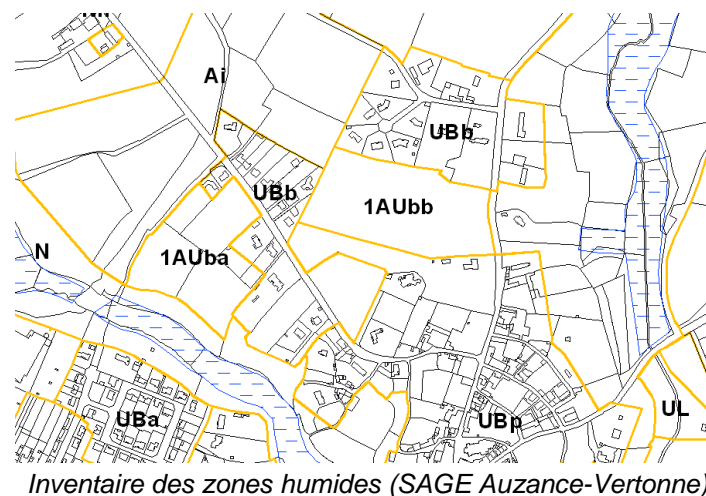 Ai
UBb
UBb
1AUbb
N
1AUba
UBa
UBp
UL
Inventaire des zones humides (SAGE Auzance-Vertonne)